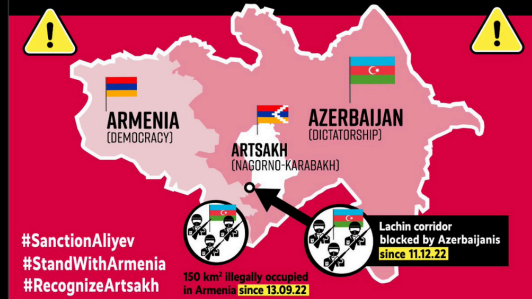 ARMENIA
(DEMOCRACY)
AZERBAIJAN
(DICTATORSHIP)
ARTSAKH
(NAGORNO-KARABAKH)
#SanctionAliyev
#StandWithArmenia
#RecognizeArtsakh
150 km² illegally occupied
in Armenia since 13.09.22
Lachin corridor
blocked by Azerbaijanis
since 11.12.22